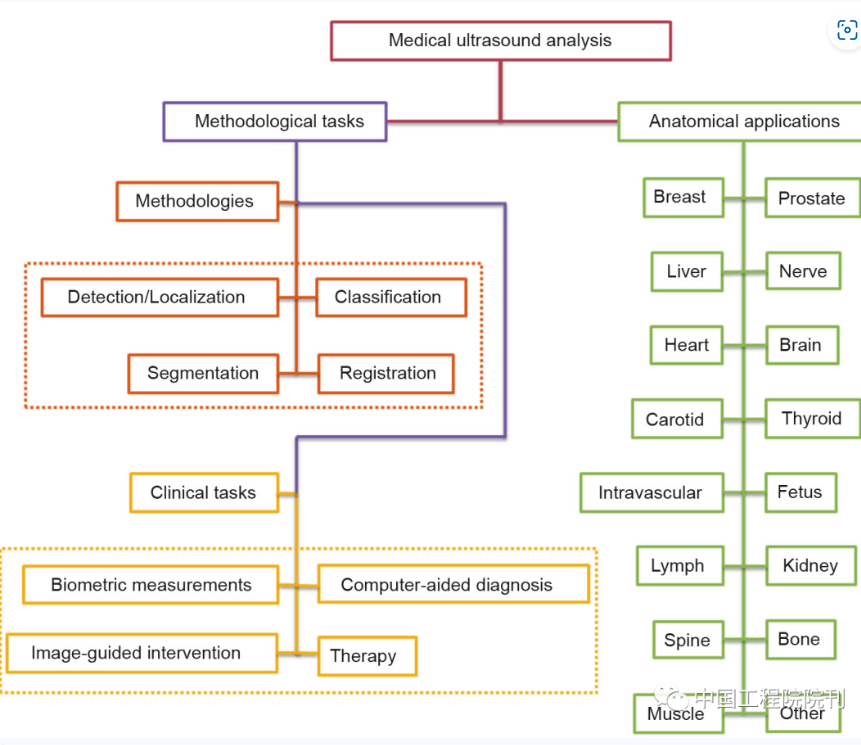 Medical ultrasound analysis
Methodological tasks
Anatomical applications
Methodologies
Detection/Localization
Classification
Segmentation
Registration
Clinical tasks
Biometric measurements
Computer-aided diagnosis
Image-guided intervention
Therapy
Breast
Prostate
Liver
Nerve
Heart
Brain
Carotid
Thyroid
Intravascular
Fetus
Lymph
Kidney
Spine
Bone
Muscle
Other
中国工程院院刊